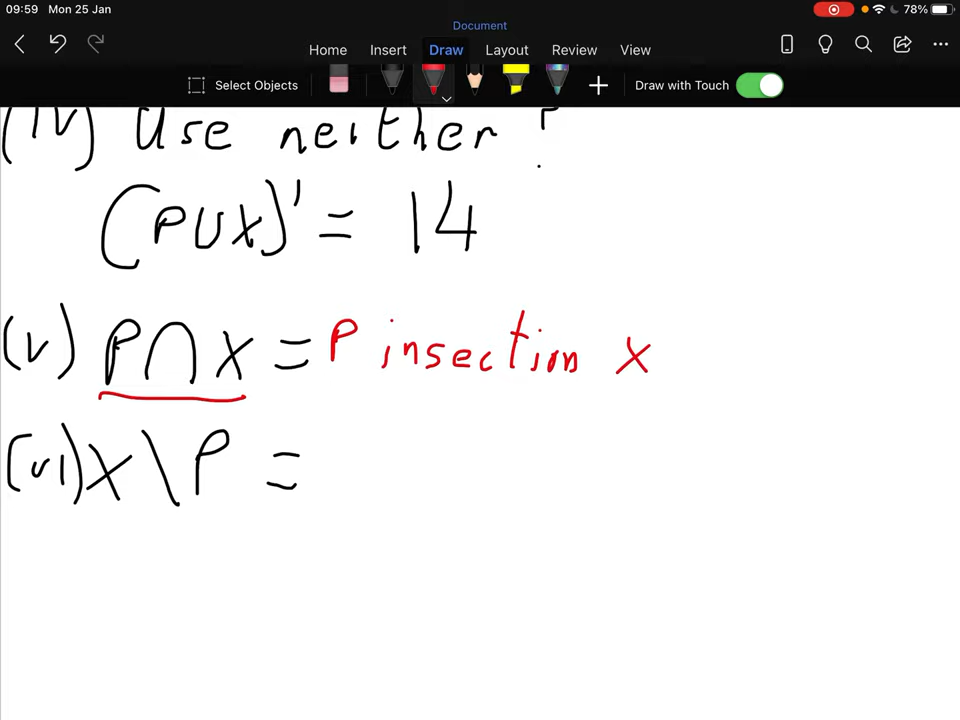 09:59 Mon 25 Jan
78%
Document
Home Insert Draw Layout Review View
Select Objects
Draw with Touch
(iv) Use neither ?
(PUX)' = 14
(v) P∩X = P insection X
(vi) X \ P =